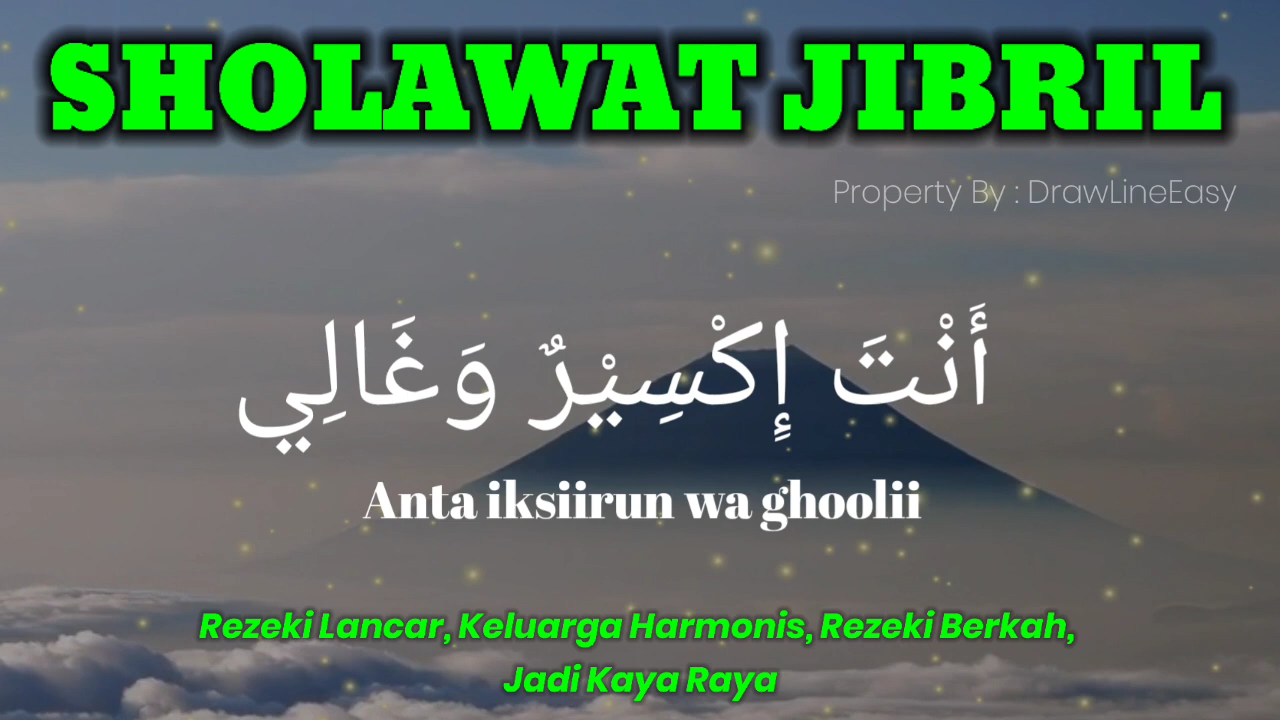 SHOLAWAT JIBRIL
Property By : DrawLineEasy
أَنْتَ إِكْسِيْرٌ وَغَالِي
Anta iksiirun wa ghoolii
Rezeki Lancar, Keluarga Harmonis, Rezeki Berkah,
Jadi Kaya Raya